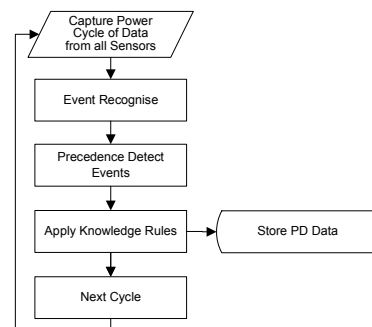 Capture Power
Cycle of Data
from all Sensors
Event Recognise
Precedence Detect
Events
Apply Knowledge Rules
Store PD Data
Next Cycle